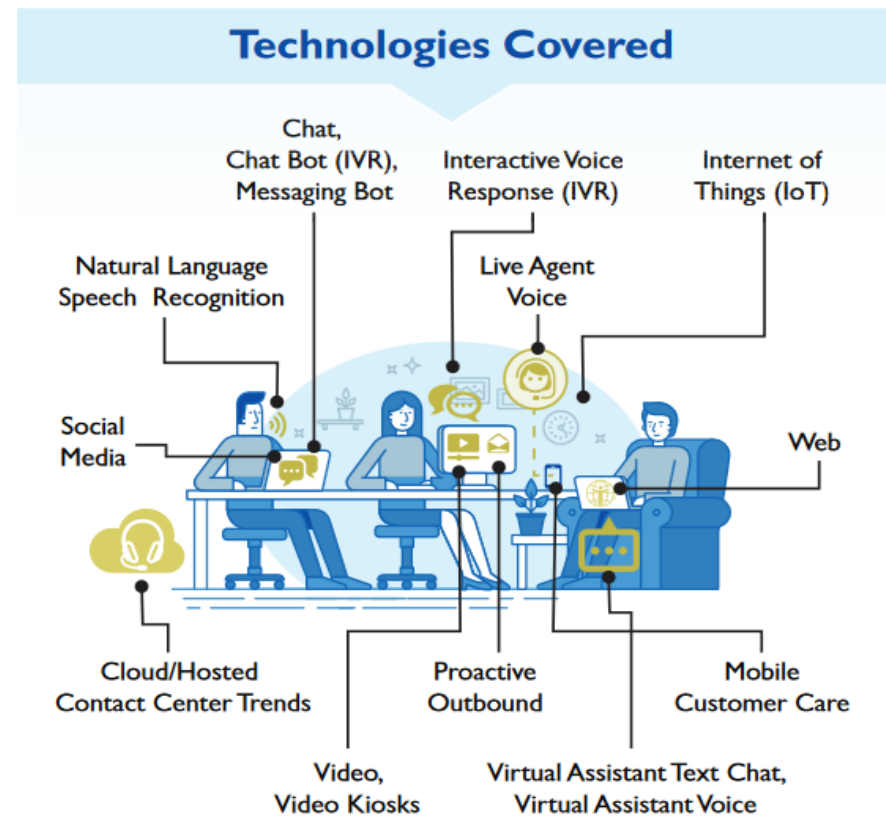 Technologies Covered
Chat,
Chat Bot (IVR),
Messaging Bot
Interactive Voice
Response (IVR)
Internet of
Things (IoT)
Natural Language
Speech Recognition
Live Agent
Voice
Social
Media
Web
Cloud/Hosted
Contact Center Trends
Proactive
Outbound
Mobile
Customer Care
Video,
Video Kiosks
Virtual Assistant Text Chat,
Virtual Assistant Voice